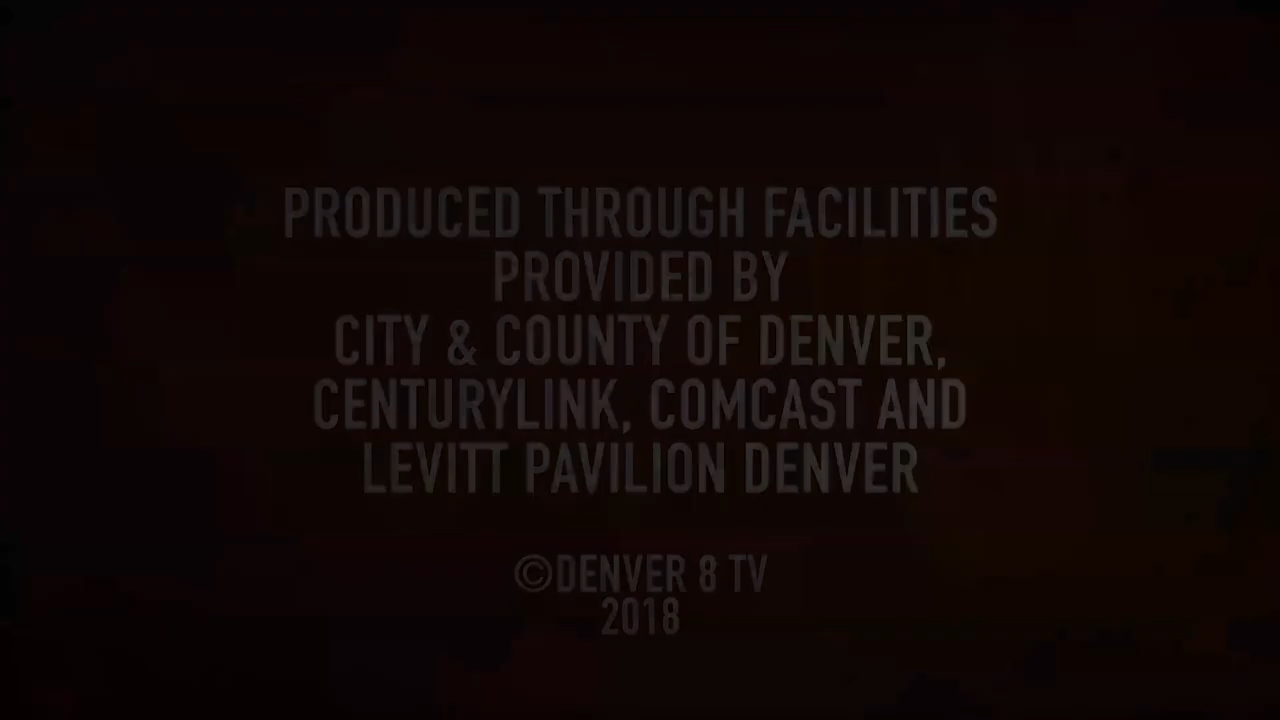 PRODUCED THROUGH FACILITIES
PROVIDED BY
CITY & COUNTY OF DENVER,
CENTURYLINK, COMCAST AND
LEVITT PAVILION DENVER
©DENVER 8 TV
2018